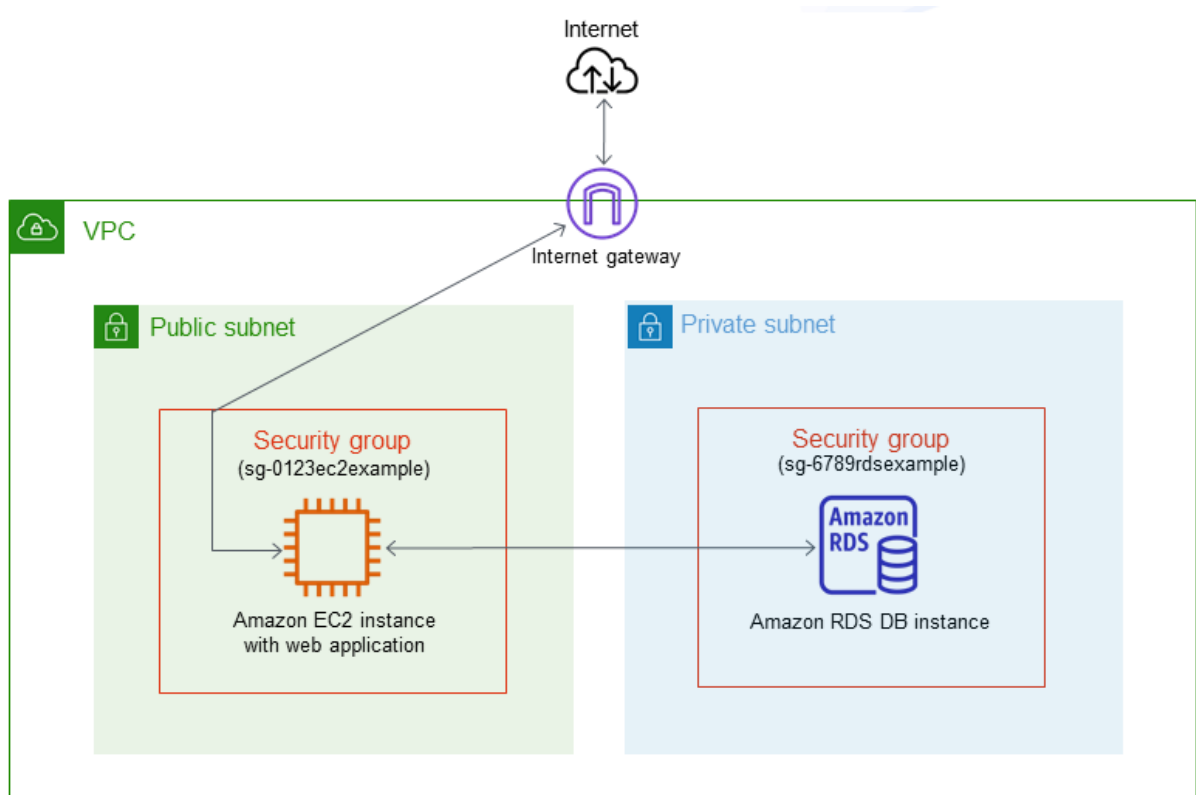 Internet
VPC
Internet gateway
Public subnet
Private subnet
Security group
(sg-0123ec2example)
Amazon EC2 instance
with web application
Security group
(sg-6789rdsexample)
Amazon
RDS
Amazon RDS DB instance